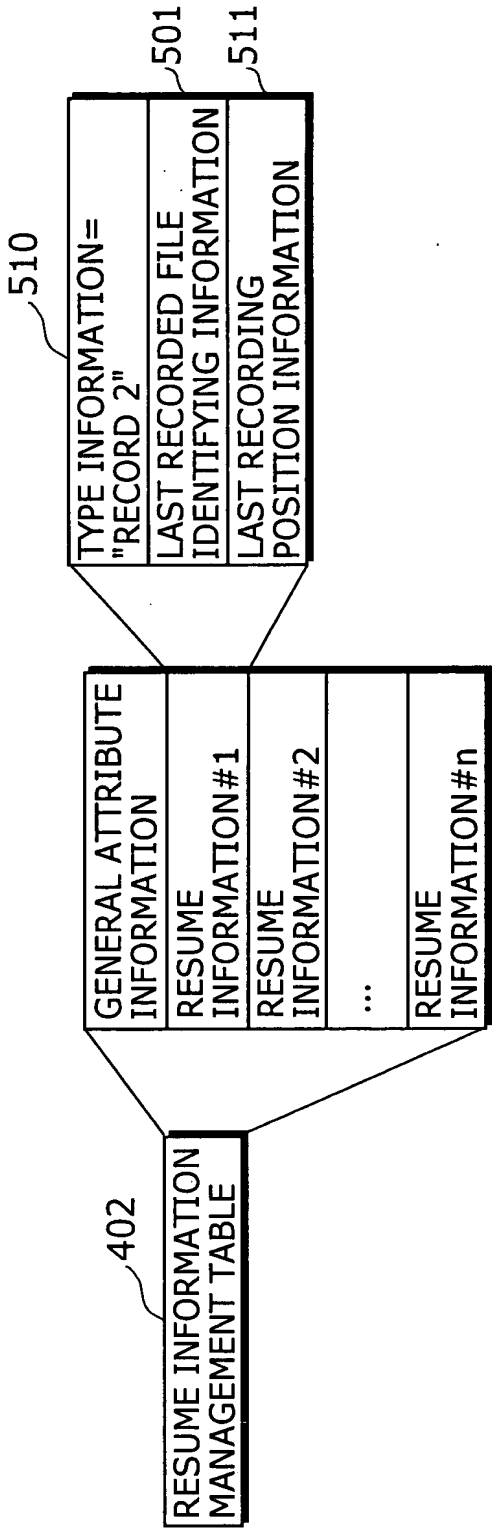 402
RESUME INFORMATION
MANAGEMENT TABLE
GENERAL ATTRIBUTE
INFORMATION
RESUME
INFORMATION#1
RESUME
INFORMATION#2
...
RESUME
INFORMATION#n
510
TYPE INFORMATION=
"RECORD 2"
LAST RECORDED FILE
IDENTIFYING INFORMATION
501
LAST RECORDING
POSITION INFORMATION
511